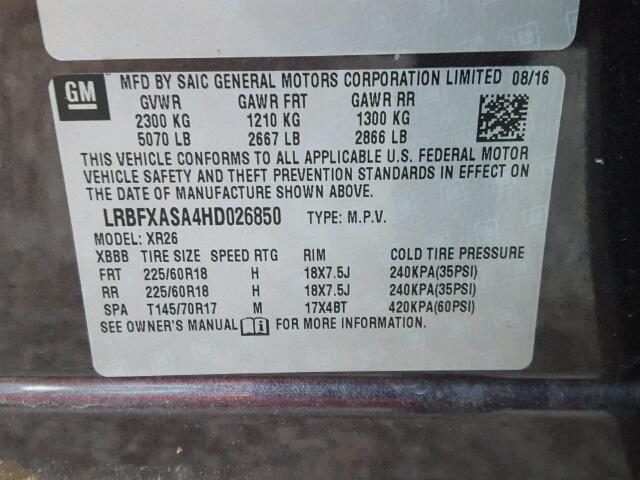 GM
MFD BY SAIC GENERAL MOTORS CORPORATION LIMITED 08/16
GVWR GAWR FRT GAWR RR
2300 KG 1210 KG 1300 KG
5070 LB 2667 LB 2866 LB
THIS VEHICLE CONFORMS TO ALL APPLICABLE U.S. FEDERAL MOTOR
VEHICLE SAFETY AND THEFT PREVENTION STANDARDS IN EFFECT ON
THE DATE OF MANUFACTURE SHOWN ABOVE.
LRBFXASA4HD026850 TYPE: M.P.V.
MODEL: XR26
XBBB TIRE SIZE SPEED RTG RIM COLD TIRE PRESSURE
FRT 225/60R18 H 18X7.5J 240KPA(35PSI)
RR 225/60R18 H 18X7.5J 240KPA(35PSI)
SPA T145/70R17 M 17X4BT 420KPA(60PSI)
SEE OWNER'S MANUAL FOR MORE INFORMATION.